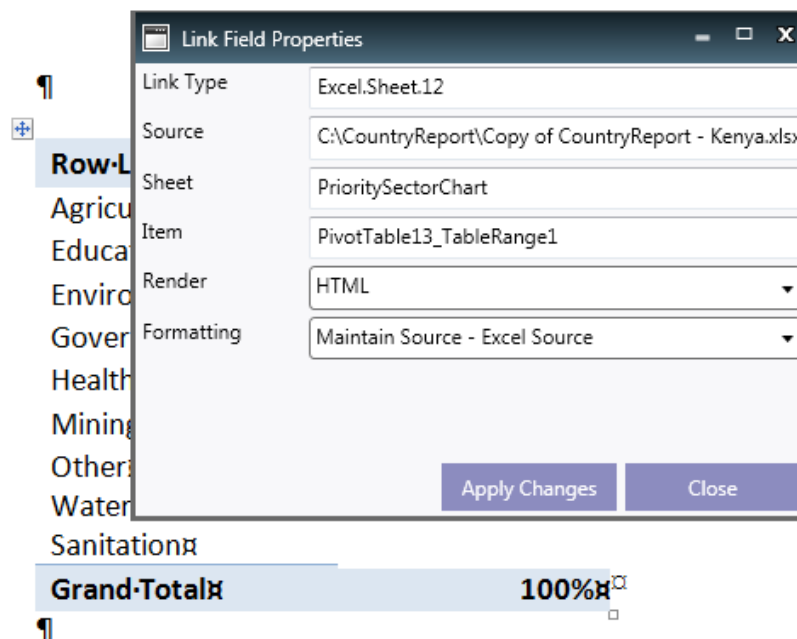 Link Field Properties
Link Type Excel.Sheet.12
Source C:\CountryReport\Copy of CountryReport - Kenya.xlsx
Sheet PrioritySectorChart
Item PivotTable13_TableRange1
Render HTML
Formatting Maintain Source - Excel Source
Apply Changes Close
¶
Row·L
Agricu
Educa
Enviro
Gover
Health
Mining
Other
Water
Sanitation¤
Grand·Total¤ 100%¤¤
¶